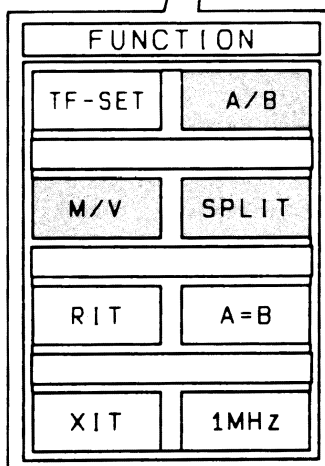 FUNCTION
TF-SET A/B
M/V SPLIT
RIT A=B
XIT 1MHz